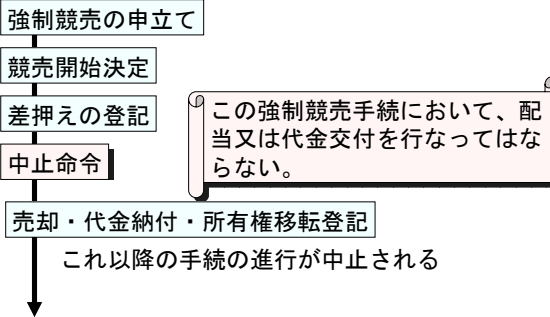 強制競売の申立て
競売開始決定
差押えの登記
この強制競売手続において、配
当又は代金交付を行なってはな
らない。
中止命令
売却・代金納付・所有権移転登記
これ以降の手続の進行が中止される